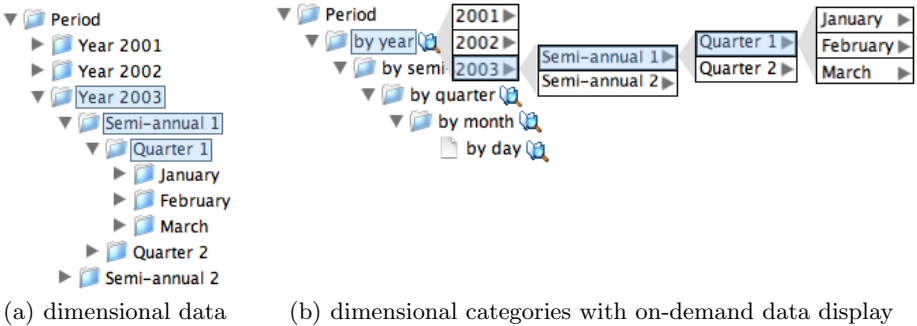 Period
Year 2001
Year 2002
Year 2003
Semi-annual 1
Quarter 1
January
February
March
Quarter 2
Semi-annual 2
(a) dimensional data
Period
by year
by semi-
by quarter
by month
by day
2001
2002
2003
Semi-annual 1
Semi-annual 2
Quarter 1
Quarter 2
January
February
March
(b) dimensional categories with on-demand data display